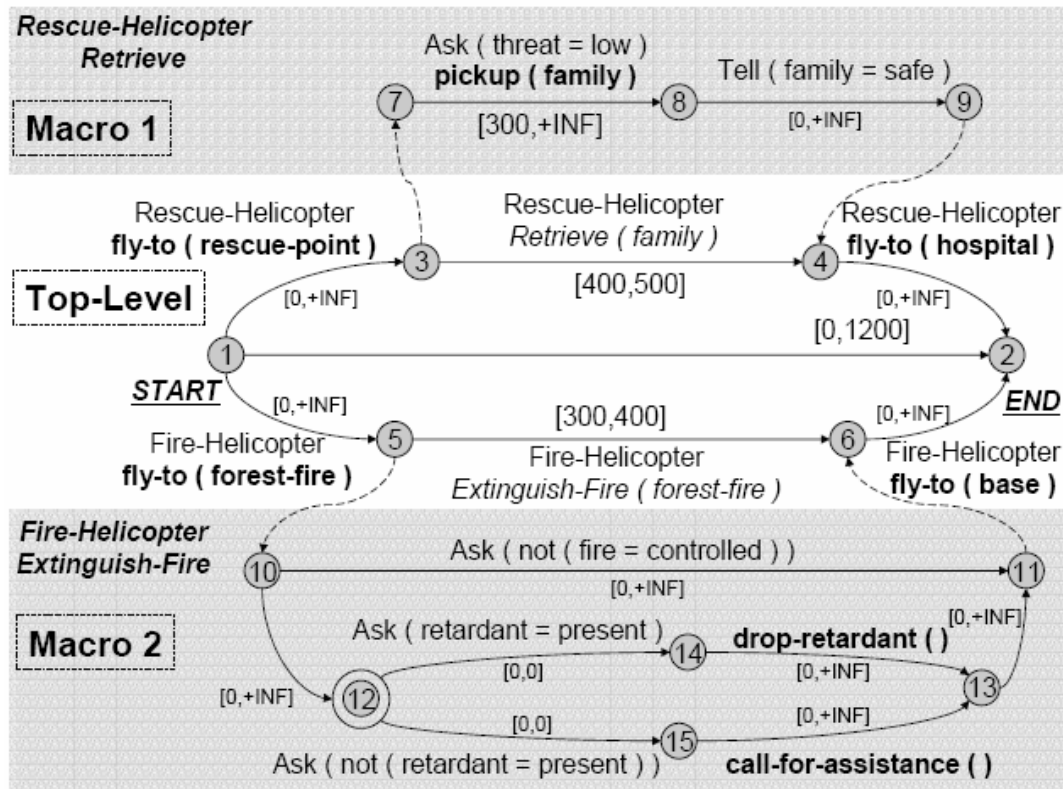 Rescue-Helicopter
Retrieve
Macro 1
Ask ( threat = low )
pickup ( family )
Tell ( family = safe )
7
8
9
[300,+INF]
[0,+INF]
Rescue-Helicopter
fly-to ( rescue-point )
Rescue-Helicopter
Retrieve ( family )
Rescue-Helicopter
fly-to ( hospital )
3
4
[400,500]
Top-Level
[0,+INF]
[0,+INF]
[0,1200]
1
2
START
END
[0,+INF]
[300,400]
[0,+INF]
5
6
Fire-Helicopter
fly-to ( forest-fire )
Fire-Helicopter
Extinguish-Fire ( forest-fire )
Fire-Helicopter
fly-to ( base )
Fire-Helicopter
Extinguish-Fire
Macro 2
Ask ( not ( fire = controlled ) )
10
11
[0,+INF]
Ask ( retardant = present )
14
drop-retardant ( )
[0,+INF]
[0,+INF]
[0,0]
[0,+INF]
12
13
[0,0]
[0,+INF]
15
Ask ( not ( retardant = present ) )
call-for-assistance ( )